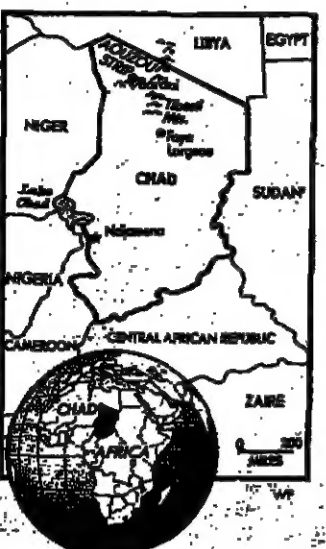 LIBYA
EGYPT
AOUZOU
STRIP
Bardai
Tibesti
Mts.
Faya
Largeau
NIGER
CHAD
SUDAN
Lake
Chad
Ndjamena
NIGERIA
CENTRAL AFRICAN REPUBLIC
CAMEROON
ZAIRE
0 200
MILES
CHAD
AFRICA
WP